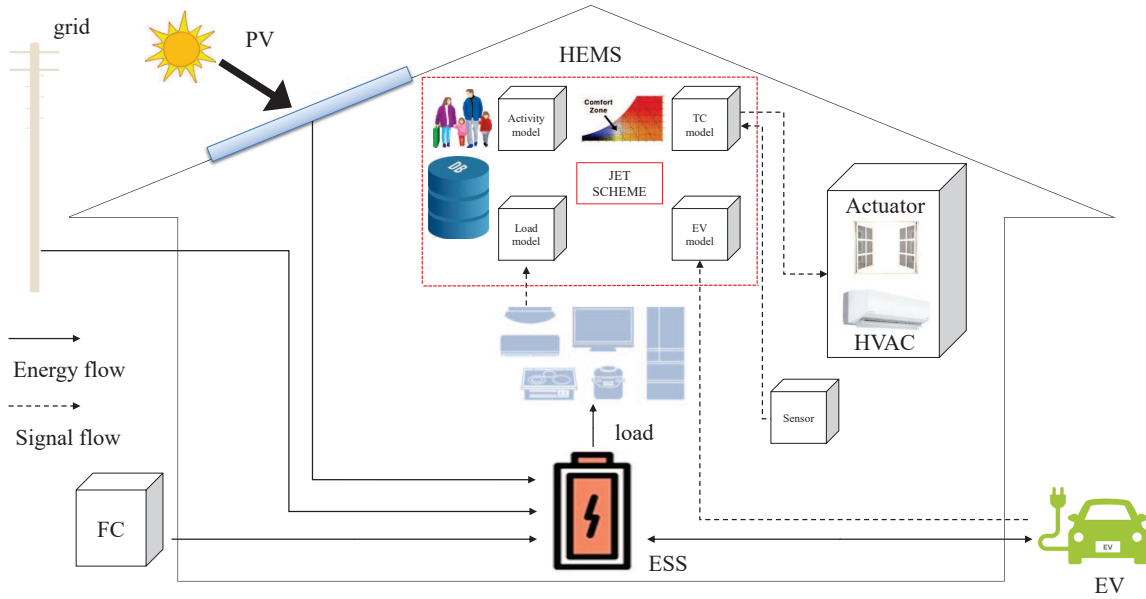 grid
PV
HEMS
Comfort
Zone
Activity
model
TC
model
DB
JET
SCHEME
Load
model
EV
model
Actuator
HVAC
Energy flow
Signal flow
Sensor
load
FC
ESS
EV
EV